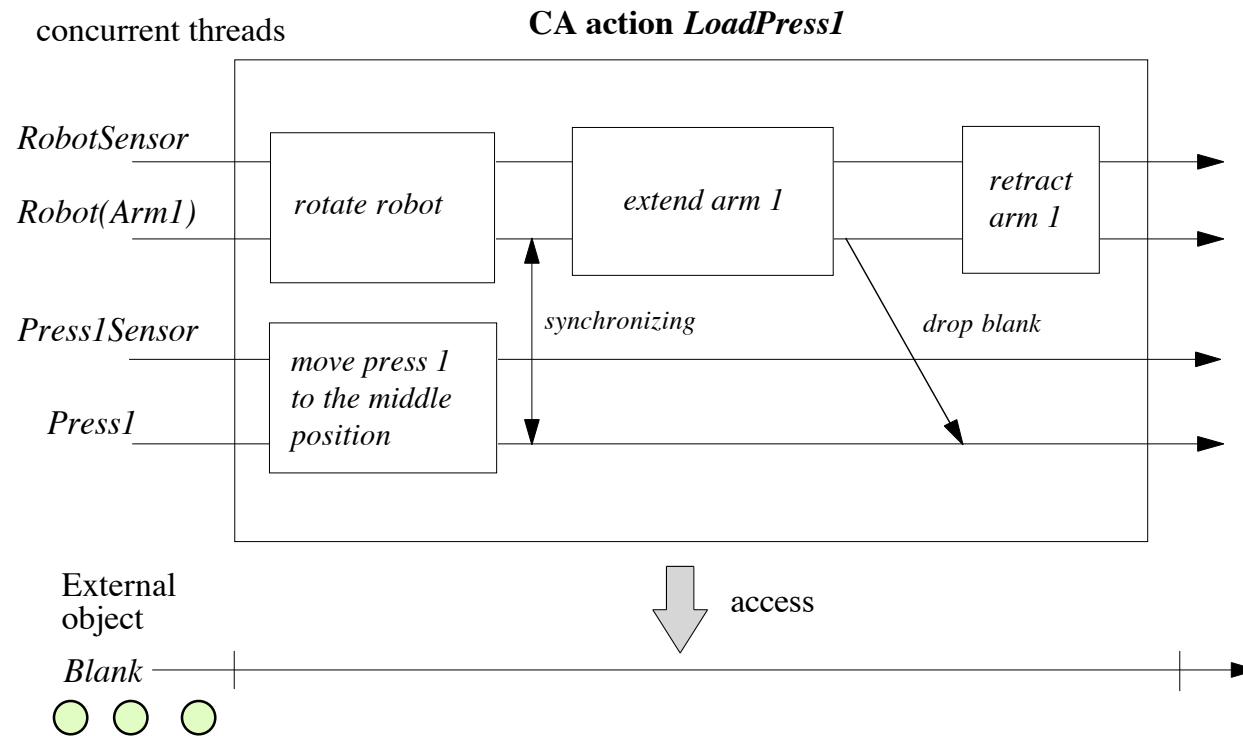 concurrent threads
CA action LoadPress1
RobotSensor
Robot(Arm1)
Press1Sensor
Press1
rotate robot
extend arm 1
retract
arm 1
move press 1
to the middle
position
synchronizing
drop blank
External
object
access
Blank